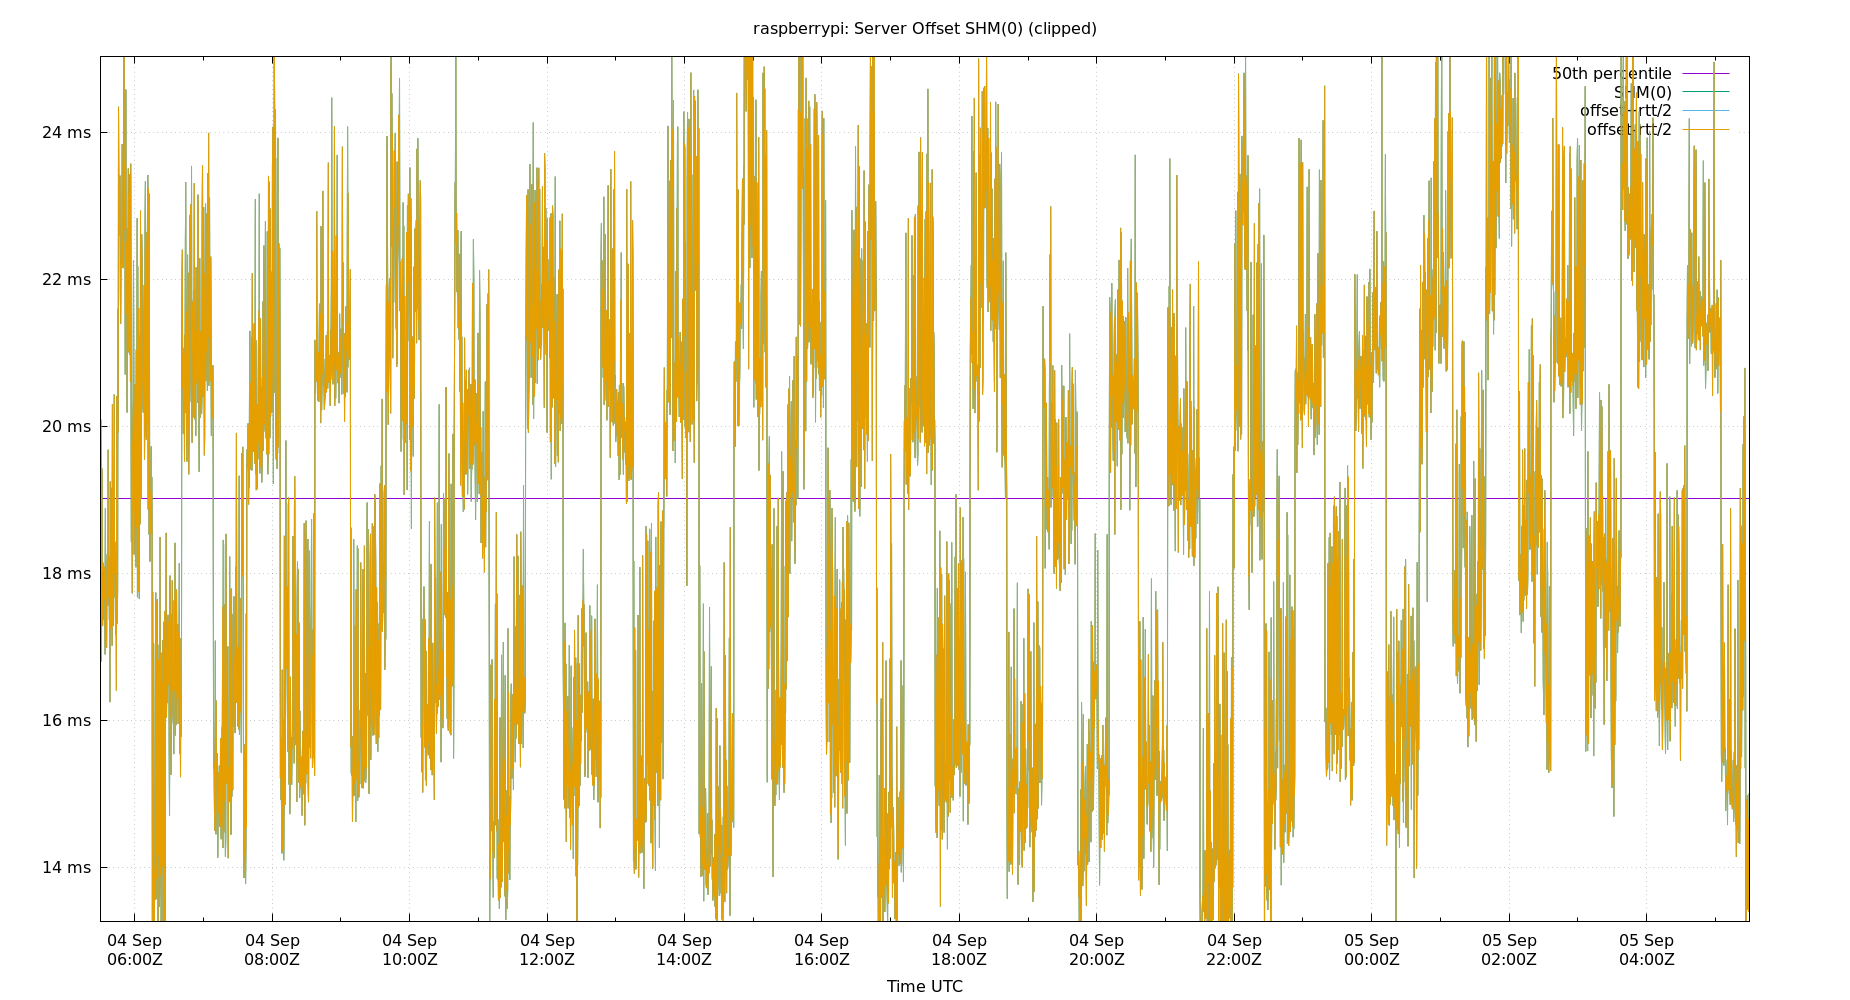 raspberrypi: Server Offset SHM(0) (clipped)
50th percentile
SHM(0)
offset+rtt/2
offset-rtt/2
24 ms
22 ms
20 ms
18 ms
16 ms
14 ms
04 Sep 04 Sep 04 Sep 04 Sep 04 Sep 04 Sep 04 Sep 04 Sep 04 Sep 05 Sep 05 Sep 05 Sep
06:00Z 08:00Z 10:00Z 12:00Z 14:00Z 16:00Z 18:00Z 20:00Z 22:00Z 00:00Z 02:00Z 04:00Z
Time UTC